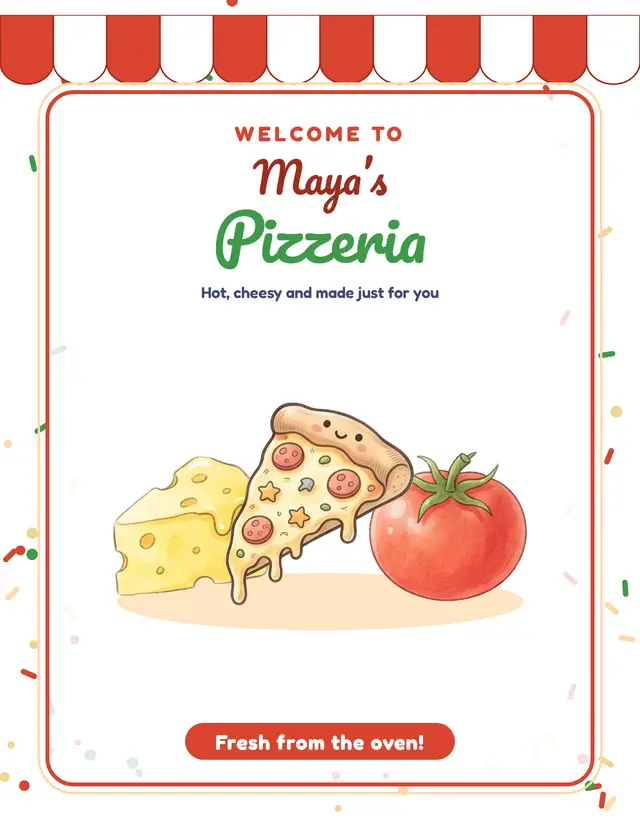 WELCOME TO
Maya's
Pizzeria
Hot, cheesy and made just for you
Fresh from the oven!